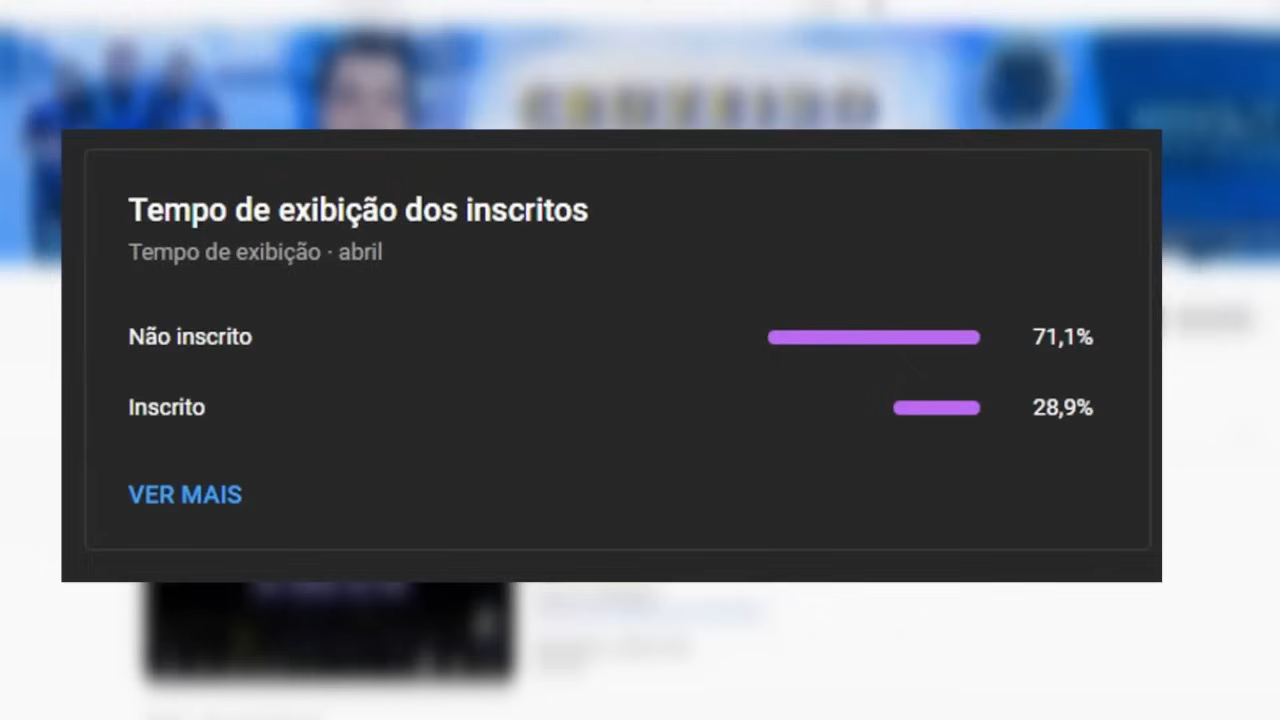 Tempo de exibição dos inscritos
Tempo de exibição · abril
Não inscrito 71,1%
Inscrito 28,9%
VER MAIS